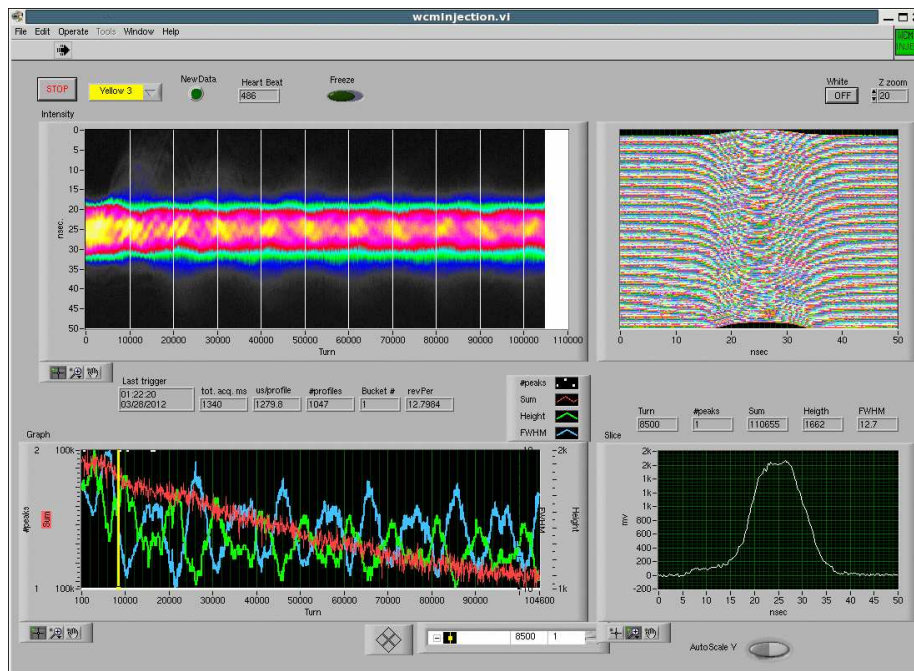 wcmInjection.vi
File Edit Operate Tools Window Help
WCM
INJE
STOP
Yellow 3
NewData
Heart Beat
486
Freeze
White
OFF
Z zoom
20
Intensity
0-
5-
10-
15-
20-
25-
30-
35-
40-
45-
50-
nsec.
0 10000 20000 30000 40000 50000 60000 70000 80000 90000 100000 110000
Turn
0 10 20 30 40 50
nsec
Last trigger
01:22:20
03/28/2012
tot. acq. ms
1340
us/profile
1279.8
#profiles
1047
Bucket #
1
revPer
12.7984
#peaks
Sum
Height
FWHM
Turn
8500
#peaks
1
Sum
110655
Heigth
1662
FWHM
12.7
Graph
2
1
#peaks
100k
100k
Sum
FWHM
2k
1k
Height
100 10000 20000 30000 40000 50000 60000 70000 80000 90000 104600
Turn
Slice
2k
2k
1k
1k
1k
800
600
400
200
0
-200
mv
0 5 10 15 20 25 30 35 40 45 50
nsec
8500 1
AutoScale Y